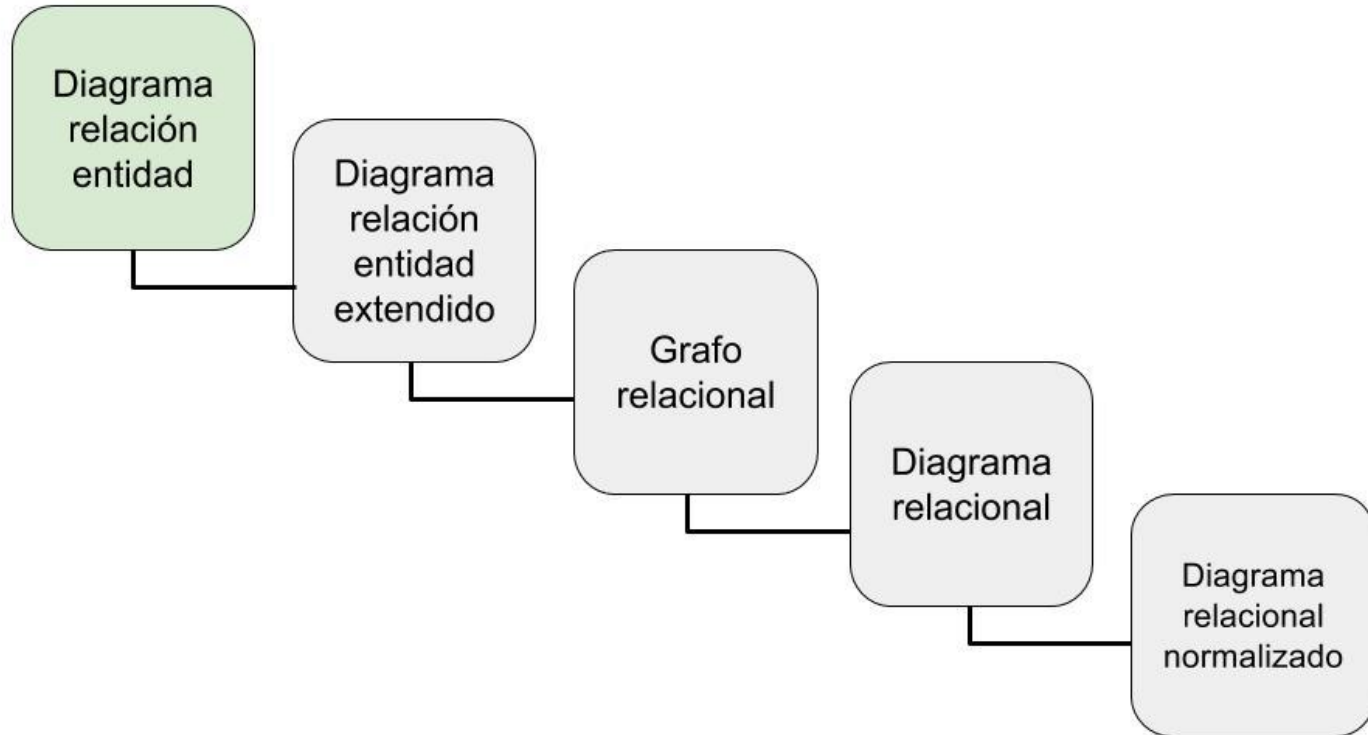 Diagrama
relación
entidad
Diagrama
relación
entidad
extendido
Grafo
relacional
Diagrama
relacional
Diagrama
relacional
normalizado